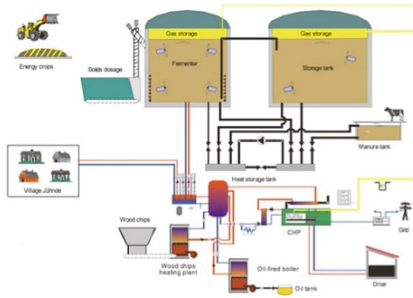 Gas storage
Gas storage
Energy crops
Solids dosage
Fermenter
Storage tank
Manure tank
Heat storage tank
Village Jühnde
Wood chips
CHP
Grid
Wood chips
heating plant
Oil-fired boiler
Oil tank
Drier